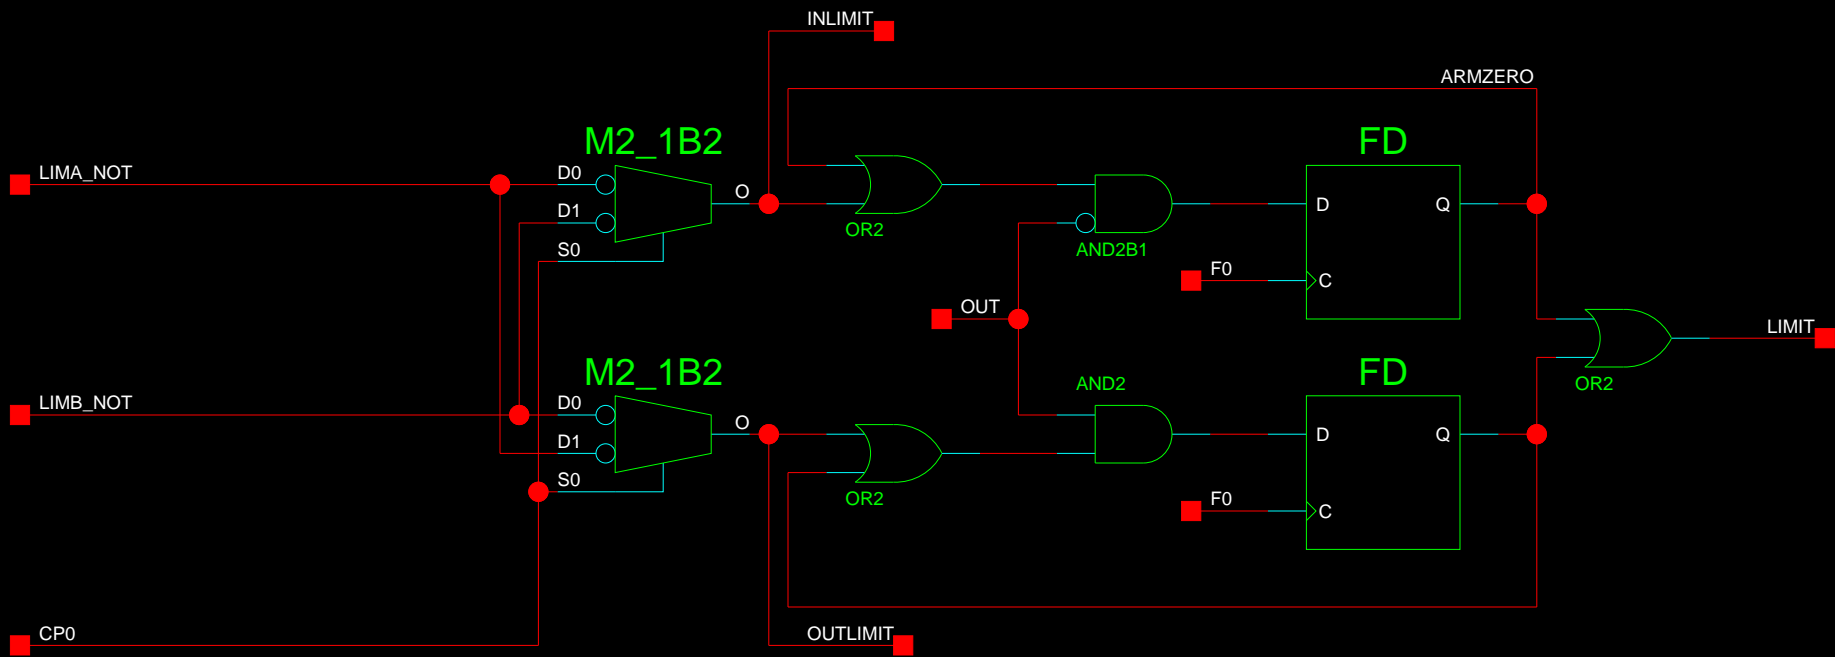 INLIMIT
ARMZERO
M2_1B2
FD
LIMA_NOT
D0
O
D1
D
Q
OR2
AND2B1
S0
F0
C
OUT
LIMIT
M2_1B2
FD
AND2
OR2
LIMB_NOT
D0
O
D1
D
Q
S0
OR2
F0
C
CP0
OUTLIMIT